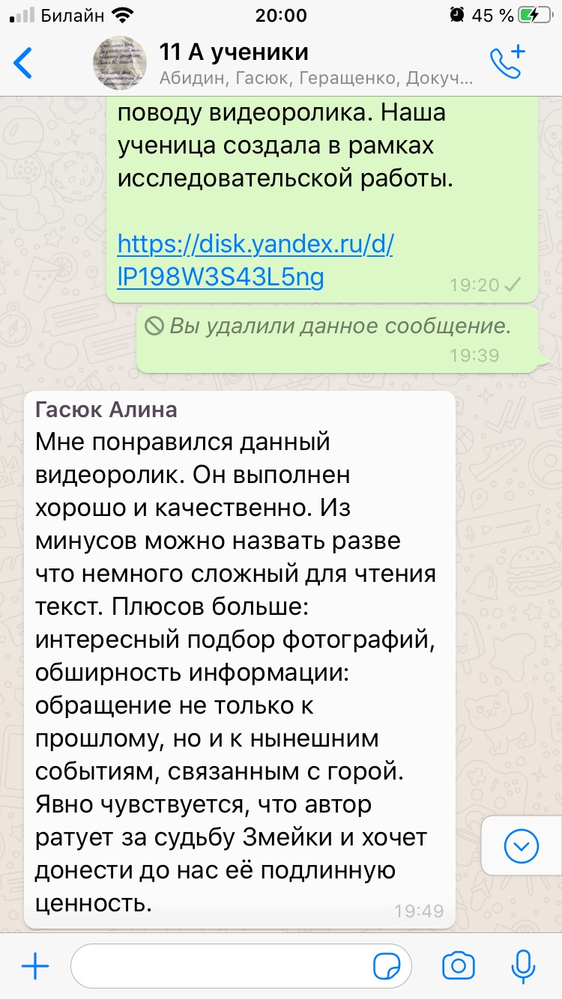 Билайн 20:00 45 %
11 А ученики
Абидин, Гасюк, Геращенко, Докуч...
поводу видеоролика. Наша
ученица создала в рамках
исследовательской работы.
https://disk.yandex.ru/d/
lP198W3S43L5ng
19:20
Вы удалили данное сообщение.
19:39
Гасюк Алина
Мне понравился данный
видеоролик. Он выполнен
хорошо и качественно. Из
минусов можно назвать разве
что немного сложный для чтения
текст. Плюсов больше:
интересный подбор фотографий,
обширность информации:
обращение не только к
прошлому, но и к нынешним
событиям, связанным с горой.
Явно чувствуется, что автор
ратует за судьбу Змейки и хочет
донести до нас её подлинную
ценность.
19:49